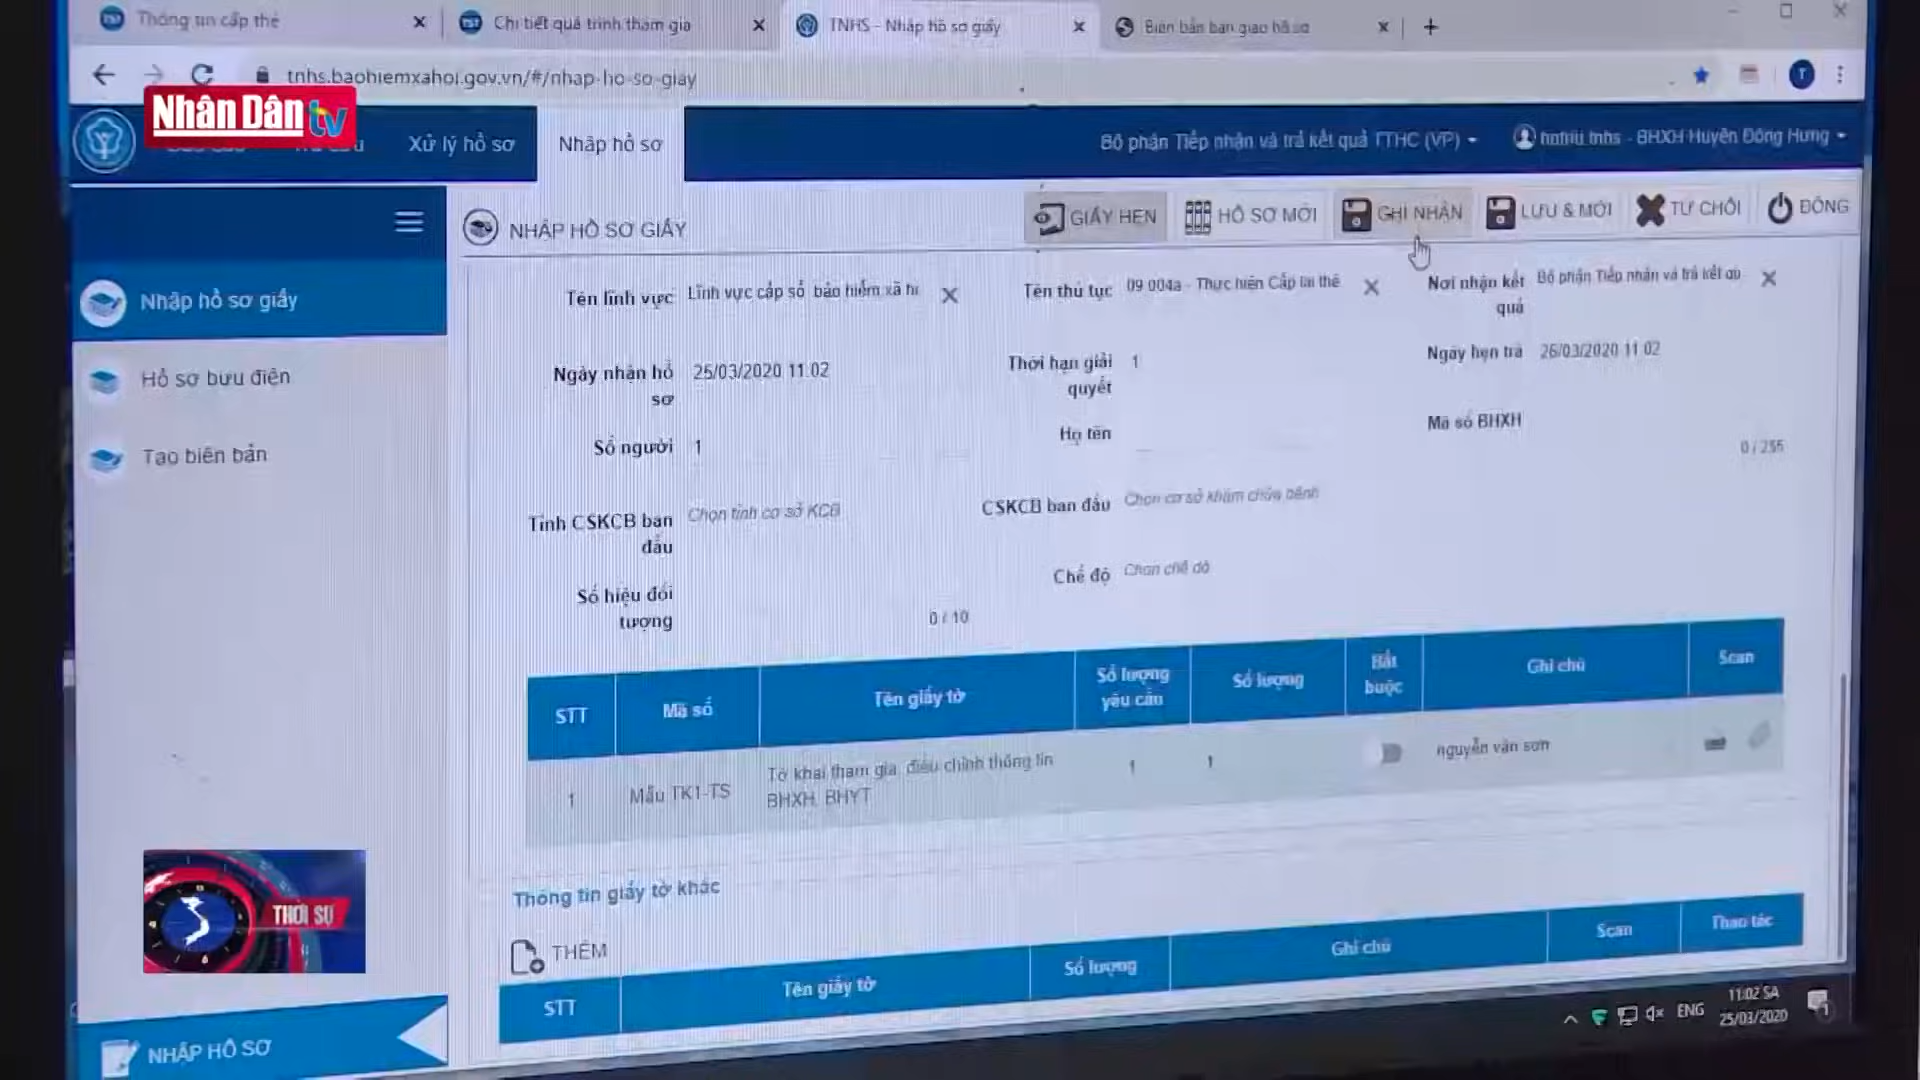 Thông tin cấp thẻ
Chi tiết quá trình tham gia
TNHS - Nhập hồ sơ giấy
Biên bản bàn giao hồ sơ
tnhs.baohiemxahoi.gov.vn/#/nhap-ho-so-giay
Nhân Dân tv
Xử lý hồ sơ
Nhập hồ sơ
Bộ phận Tiếp nhận và trả kết quả TTHC (VP)
tnhs - BHXH Huyện Đông Hưng
NHẬP HỒ SƠ GIẤY
GIẤY HẸN
HỒ SƠ MỚI
GHI NHẬN
LƯU & MỚI
TỪ CHỐI
ĐÓNG
Nhập hồ sơ giấy
Hồ sơ bưu điện
Tạo biên bản
Tên lĩnh vực
Lĩnh vực cấp sổ bảo hiểm xã
Tên thủ tục
09 004a - Thực hiện Cấp lại thẻ
Nơi nhận kết quả
Bộ phận Tiếp nhận và trả kết
Ngày nhận hồ sơ
25/03/2020 11:02
Thời hạn giải quyết
1
Ngày hẹn trả
26/03/2020 11:02
Số người
1
Họ tên
Mã số BHXH
0 / 255
Tỉnh CSKCB ban đầu
Chọn tỉnh cơ sở KCB
CSKCB ban đầu
Chọn cơ sở khám chữa bệnh
Số hiệu đối tượng
0 / 10
Chế độ
Chọn chế độ
STT
Mã số
Tên giấy tờ
Số lượng yêu cầu
Số lượng
Bắt buộc
Ghi chú
Scan
1
Mẫu TK1-TS
Tờ khai tham gia, điều chỉnh thông tin BHXH, BHYT
1
1
nguyễn văn sơn
Thông tin giấy tờ khác
THÊM
STT
Tên giấy tờ
Số lượng
Ghi chú
Scan
Thao tác
THỜI SỰ
NHẬP HỒ SƠ
ENG
11:02 SA
25/03/2020